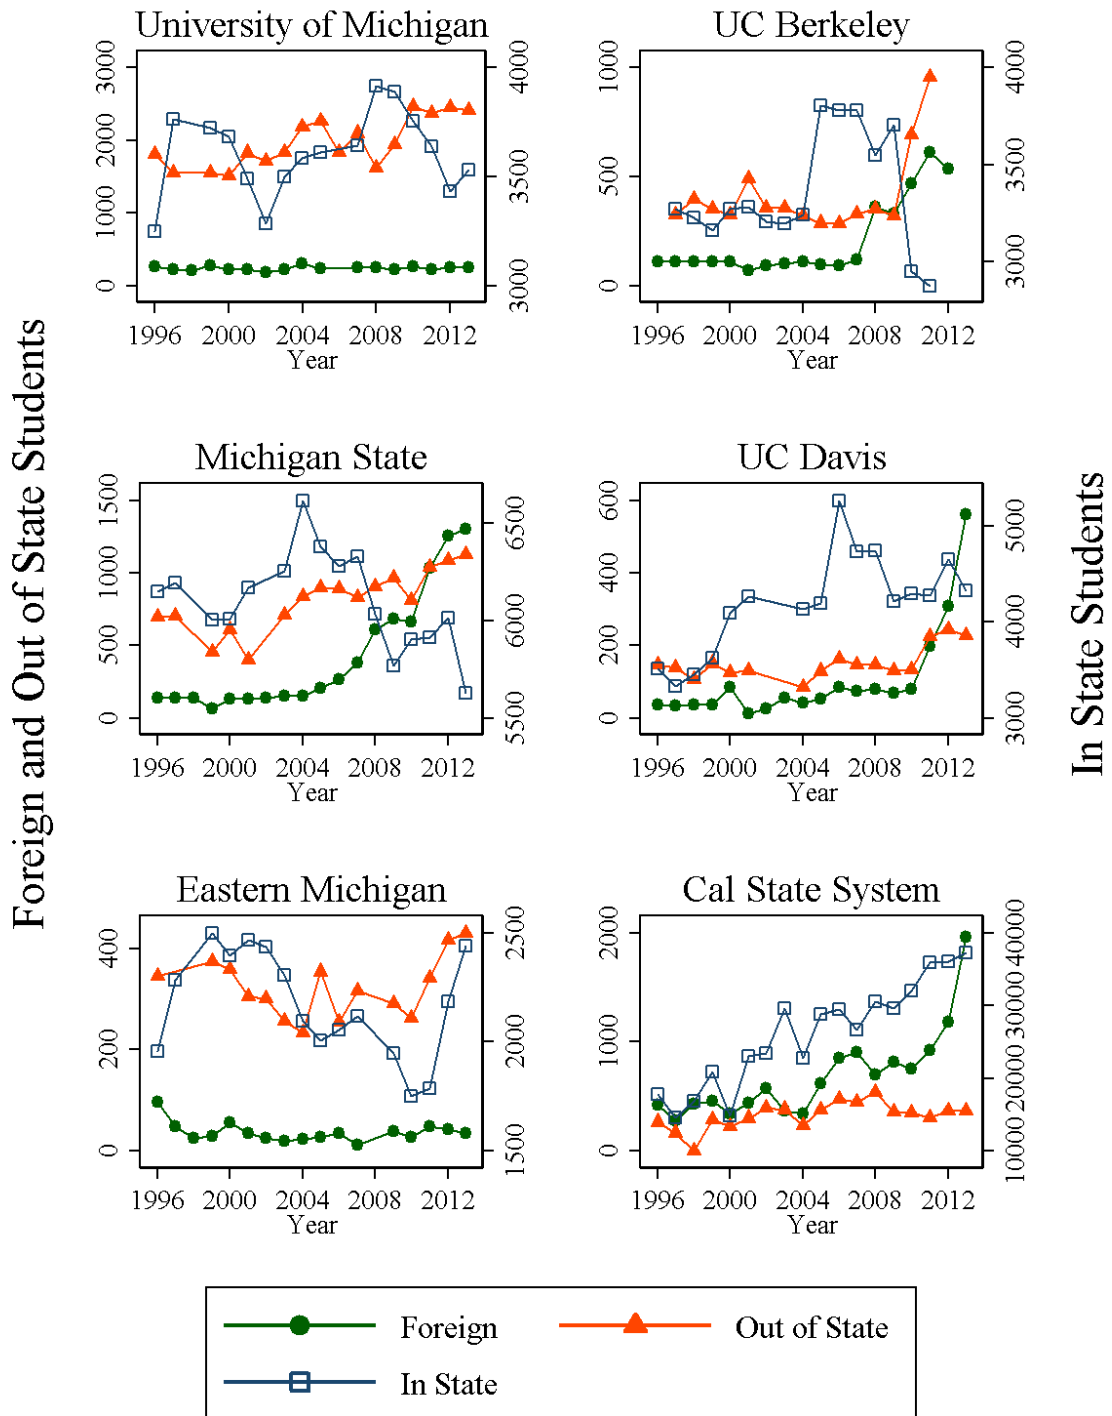 University of Michigan
UC Berkeley
0 1000 2000 3000
3000 3500 4000
0 500 1000
3000 3500 4000
1996 2000 2004 2008 2012
Year
1996 2000 2004 2008 2012
Year
Michigan State
UC Davis
0 500 1000 1500
5500 6000 6500
0 200 400 600
3000 4000 5000
1996 2000 2004 2008 2012
Year
1996 2000 2004 2008 2012
Year
Eastern Michigan
Cal State System
0 200 400
1500 2000 2500
0 1000 2000
10000 20000 30000 40000
1996 2000 2004 2008 2012
Year
1996 2000 2004 2008 2012
Year
Foreign and Out of State Students
In State Students
Foreign
Out of State
In State